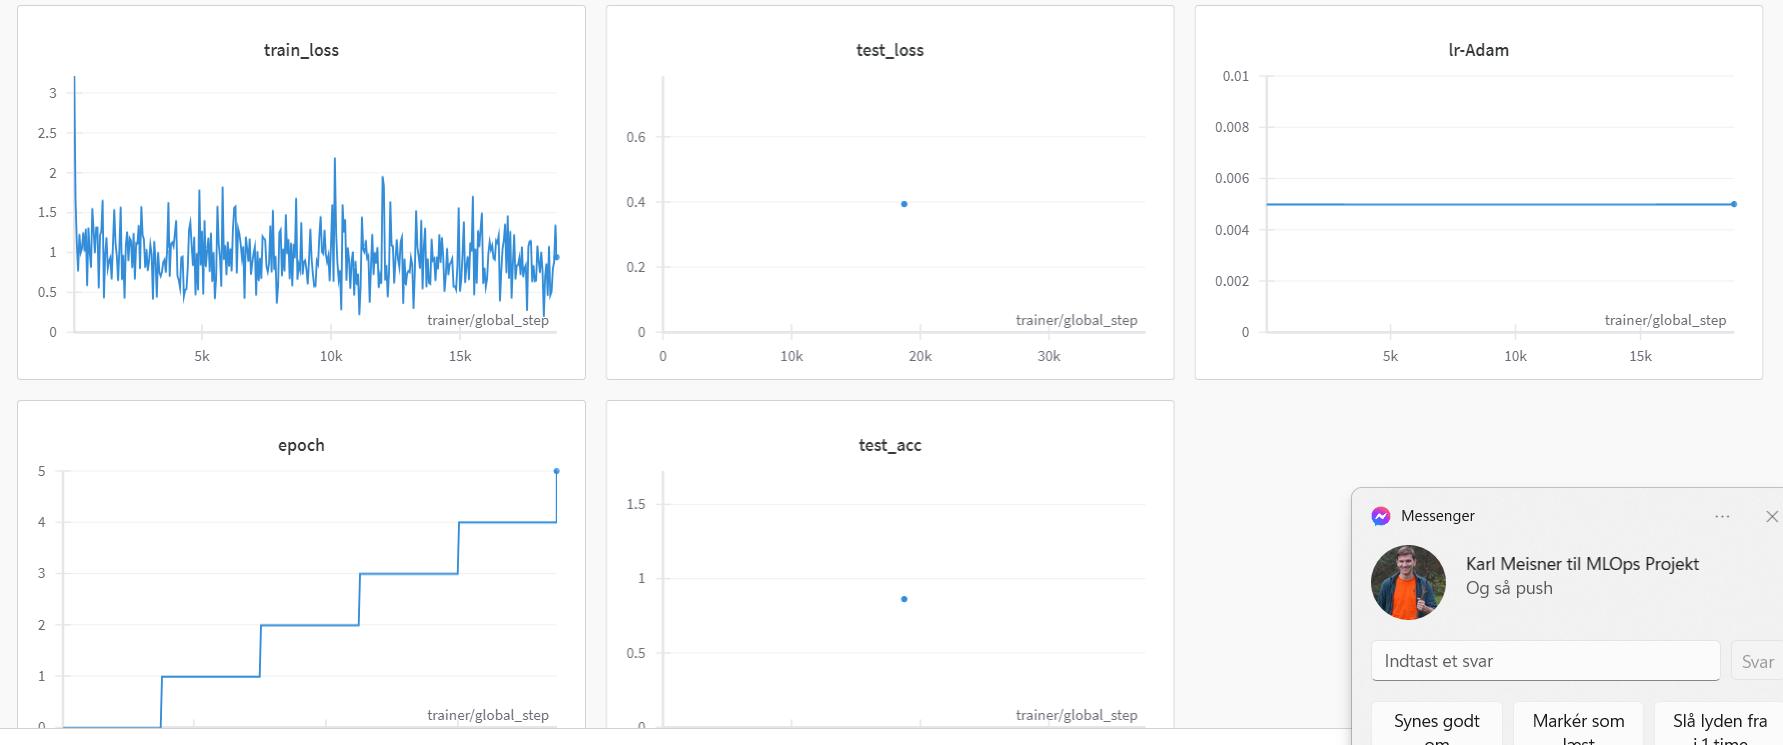 train_loss
3
2.5
2
1.5
1
0.5
0
5k
10k
15k
trainer/global_step
test_loss
0.6
0.4
0.2
0
0
10k
20k
30k
trainer/global_step
lr-Adam
0.01
0.008
0.006
0.004
0.002
0
5k
10k
15k
trainer/global_step
epoch
5
4
3
2
1
0
trainer/global_step
test_acc
1.5
1
0.5
0
trainer/global_step
Messenger
Karl Meisner til MLOps Projekt
Og så push
Indtast et svar
Svar
Synes godt
om
Markér som
læst
Slå lyden fra
i 1 time